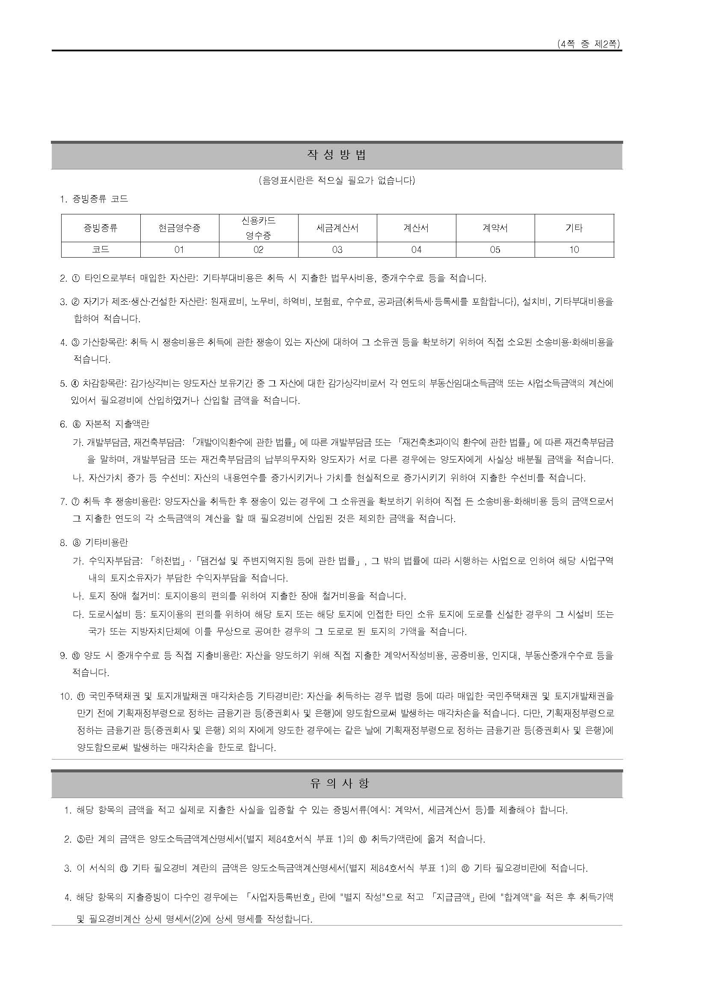 (4쪽 중 제2쪽)
작 성 방 법
(음영표시란은 적으실 필요가 없습니다)
1. 증빙종류 코드
증빙종류 현금영수증 신용카드 영수증 세금계산서 계산서 계약서 기타
코드 01 02 03 04 05 10
2. ① 타인으로부터 매입한 자산란: 기타부대비용은 취득 시 지출한 법무사비용, 중개수수료 등을 적습니다.
3. ② 자기가 제조·생산·건설한 자산란: 원재료비, 노무비, 하역비, 보험료, 수수료, 공과금(취득세·등록세를 포함합니다), 설치비, 기타부대비용을
합하여 적습니다.
4. ③ 가산항목란: 취득 시 쟁송비용은 취득에 관한 쟁송이 있는 자산에 대하여 그 소유권 등을 확보하기 위하여 직접 소요된 소송비용·화해비용을
적습니다.
5. ④ 차감항목란: 감가상각비는 양도자산 보유기간 중 그 자산에 대한 감가상각비로서 각 연도의 부동산임대소득금액 또는 사업소득금액의 계산에
있어서 필요경비에 산입하였거나 산입할 금액을 적습니다.
6. ⑥ 자본적 지출액란
가. 개발부담금, 재건축부담금: 「개발이익환수에 관한 법률」에 따른 개발부담금 또는 「재건축초과이익 환수에 관한 법률」에 따른 재건축부담금
을 말하며, 개발부담금 또는 재건축부담금의 납부의무자와 양도자가 서로 다른 경우에는 양도자에게 사실상 배분될 금액을 적습니다.
나. 자산가치 증가 등 수선비: 자산의 내용연수를 증가시키거나 가치를 현실적으로 증가시키기 위하여 지출한 수선비를 적습니다.
7. ⑦ 취득 후 쟁송비용란: 양도자산을 취득한 후 쟁송이 있는 경우에 그 소유권을 확보하기 위하여 직접 든 소송비용·화해비용 등의 금액으로서
그 지출한 연도의 각 소득금액의 계산을 할 때 필요경비에 산입된 것은 제외한 금액을 적습니다.
8. ⑧ 기타비용란
가. 수익자부담금: 「하천법」·「댐건설 및 주변지역지원 등에 관한 법률」, 그 밖의 법률에 따라 시행하는 사업으로 인하여 해당 사업구역
내의 토지소유자가 부담한 수익자부담을 적습니다.
나. 토지 장애 철거비: 토지이용의 편의를 위하여 지출한 장애 철거비용을 적습니다.
다. 도로시설비 등: 토지이용의 편의를 위하여 해당 토지 또는 해당 토지에 인접한 타인 소유 토지에 도로를 신설한 경우의 그 시설비 또는
국가 또는 지방자치단체에 이를 무상으로 공여한 경우의 그 도로로 된 토지의 가액을 적습니다.
9. ⑩ 양도 시 중개수수료 등 직접 지출비용란: 자산을 양도하기 위해 직접 지출한 계약서작성비용, 공증비용, 인지대, 부동산중개수수료 등을
적습니다.
10. ⑪ 국민주택채권 및 토지개발채권 매각차손등 기타경비란: 자산을 취득하는 경우 법령 등에 따라 매입한 국민주택채권 및 토지개발채권을
만기 전에 기획재정부령으로 정하는 금융기관 등(증권회사 및 은행)에 양도함으로써 발생하는 매각차손을 적습니다. 다만, 기획재정부령으로
정하는 금융기관 등(증권회사 및 은행) 외의 자에게 양도한 경우에는 같은 날에 기획재정부령으로 정하는 금융기관 등(증권회사 및 은행)에
양도함으로써 발생하는 매각차손을 한도로 합니다.
유 의 사 항
1. 해당 항목의 금액을 적고 실제로 지출한 사실을 입증할 수 있는 증빙서류(예시: 계약서, 세금계산서 등)를 제출해야 합니다.
2. ⑤란 계의 금액은 양도소득금액계산명세서(별지 제84호서식 부표 1)의 ⑩ 취득가액란에 옮겨 적습니다.
3. 이 서식의 ⑬ 기타 필요경비 계란의 금액은 양도소득금액계산명세서(별지 제84호서식 부표 1)의 ⑫ 기타 필요경비란에 적습니다.
4. 해당 항목의 지출증빙이 다수인 경우에는 「사업자등록번호」란에 "별지 작성"으로 적고 「지급금액」란에 "합계액"을 적은 후 취득가액
및 필요경비계산 상세 명세서(2)에 상세 명세를 작성합니다.